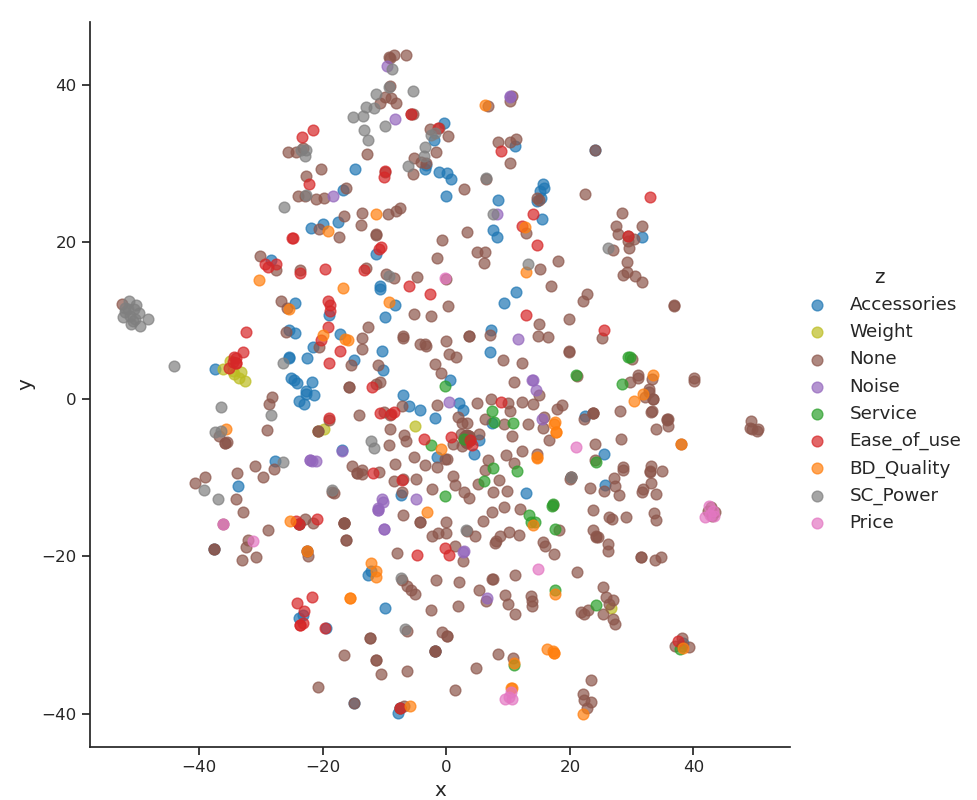 40
20
0
−20
−40
y
−40
−20
0
20
40
x
z
Accessories
Weight
None
Noise
Service
Ease_of_use
BD_Quality
SC_Power
Price